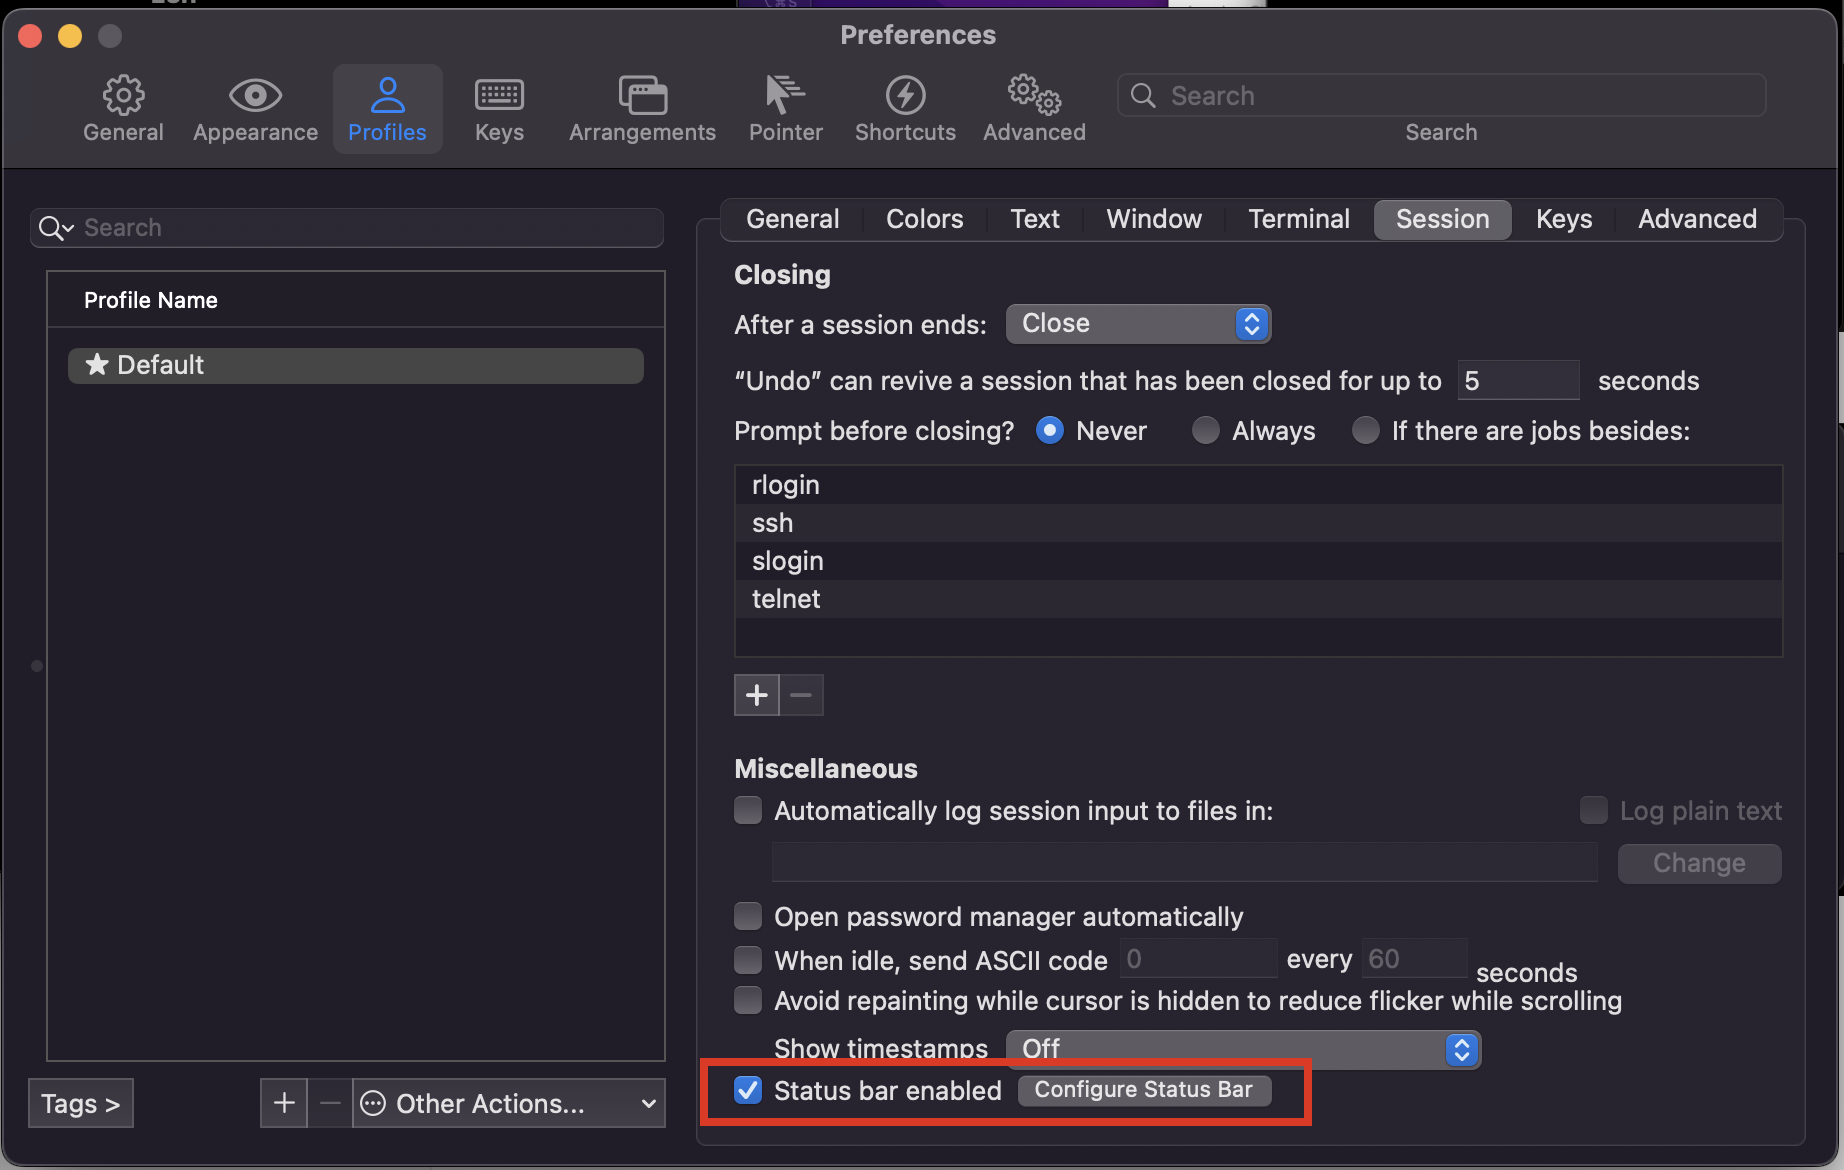 Preferences
General
Appearance
Profiles
Keys
Arrangements
Pointer
Shortcuts
Advanced
Search
Search
Search
Profile Name
★ Default
Tags >
+
−
Other Actions...
General
Colors
Text
Window
Terminal
Session
Keys
Advanced
Closing
After a session ends: Close
“Undo” can revive a session that has been closed for up to 5 seconds
Prompt before closing? Never Always If there are jobs besides:
rlogin
ssh
slogin
telnet
+ −
Miscellaneous
Automatically log session input to files in: Log plain text
Change
Open password manager automatically
When idle, send ASCII code 0 every 60 seconds
Avoid repainting while cursor is hidden to reduce flicker while scrolling
Show timestamps Off
Status bar enabled Configure Status Bar